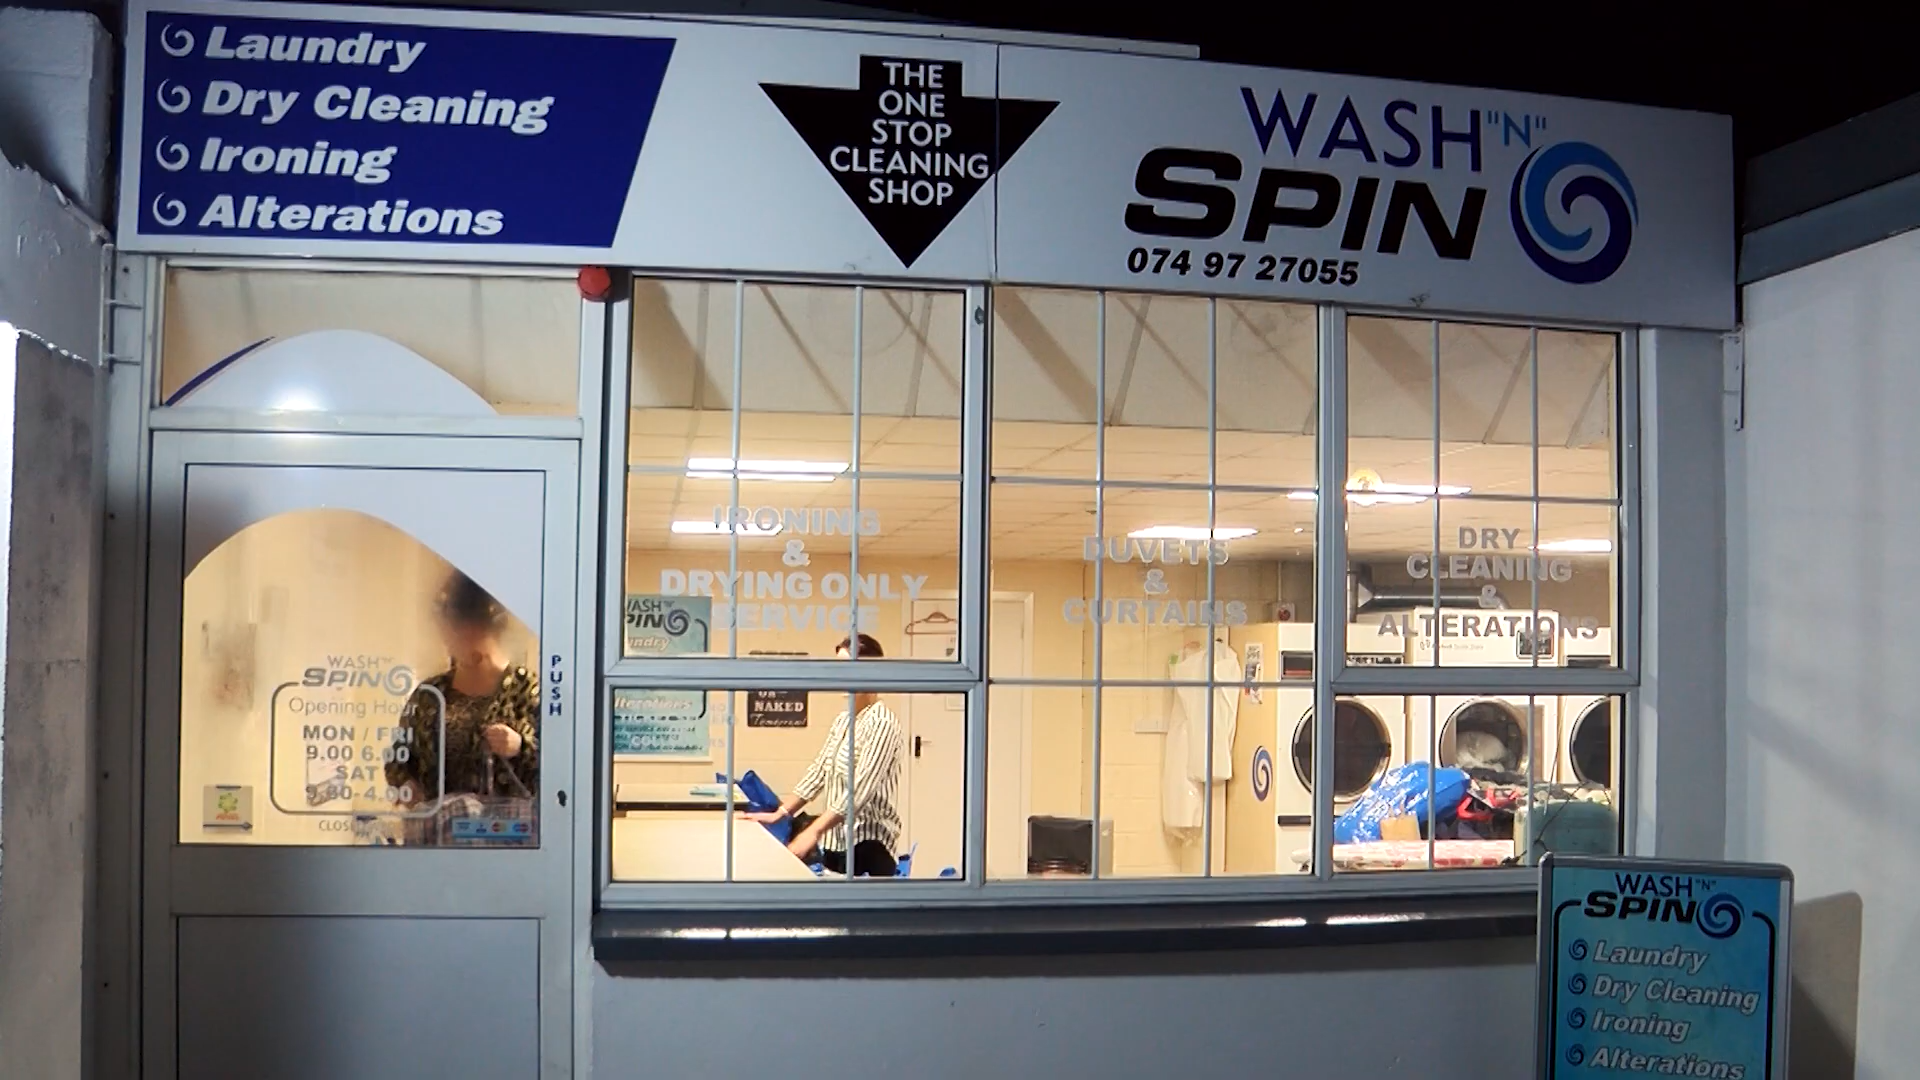 Laundry
Dry Cleaning
Ironing
Alterations
THE
ONE
STOP
CLEANING
SHOP
WASH"N"
SPIN
074 97 27055
IRONING
&
DRYING ONLY
SERVICE
DUVETS
&
CURTAINS
DRY
CLEANING
&
ALTERATIONS
WASH"N"
SPIN
Opening Hour
MON / FRI
9.00 6.00
SAT
9.30-4.00
PUSH
NAKED
Tomorrow
WASH"N"
SPIN
Laundry
Dry Cleaning
Ironing
Alterations